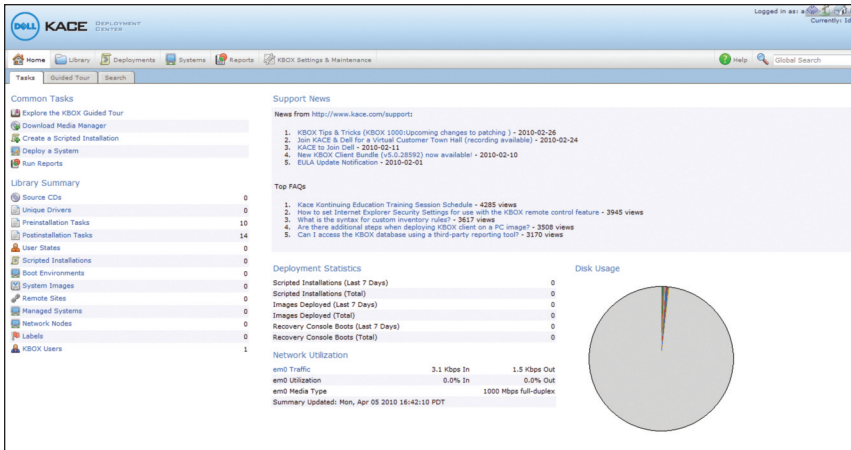 Logged in as:
Currently:
DELL KACE DEPLOYMENT CENTER
Home Library Deployments Systems Reports KBOX Settings & Maintenance Help Global Search
Tasks Guided Tour Search
Common Tasks
Explore the KBOX Guided Tour
Download Media Manager
Create a Scripted Installation
Deploy a System
Run Reports
Library Summary
Source CDs 0
Unique Drivers 0
Preinstallation Tasks 10
Postinstallation Tasks 14
User States 0
Scripted Installations 0
Boot Environments 0
System Images 0
Remote Sites 0
Managed Systems 0
Network Nodes 0
Labels 0
KBOX Users 1
Support News
News from http://www.kace.com/support:
1. KBOX Tips & Tricks (KBOX 1000:Upcoming changes to patching ) - 2010-02-26
2. Join KACE & Dell for a Virtual Customer Town Hall (recording available) - 2010-02-24
3. KACE to Join Dell - 2010-02-11
4. New KBOX Client Bundle (v5.0.28592) now available! - 2010-02-10
5. EULA Update Notification - 2010-02-01
Top FAQs
1. Kace Kontinuing Education Training Session Schedule - 4285 views
2. How to set Internet Explorer Security Settings for use with the KBOX remote control feature - 3945 views
3. What is the syntax for custom inventory rules? - 3617 views
4. Are there additional steps when deploying KBOX client on a PC image? - 3508 views
5. Can I access the KBOX database using a third-party reporting tool? - 3170 views
Deployment Statistics
Scripted Installations (Last 7 Days) 0
Scripted Installations (Total) 0
Images Deployed (Last 7 Days) 0
Images Deployed (Total) 0
Recovery Console Boots (Last 7 Days) 0
Recovery Console Boots (Total) 0
Network Utilization
em0 Traffic 3.1 Kbps In 1.5 Kbps Out
em0 Utilization 0.0% In 0.0% Out
em0 Media Type 1000 Mbps full-duplex
Summary Updated: Mon, Apr 05 2010 16:42:10 PDT
Disk Usage